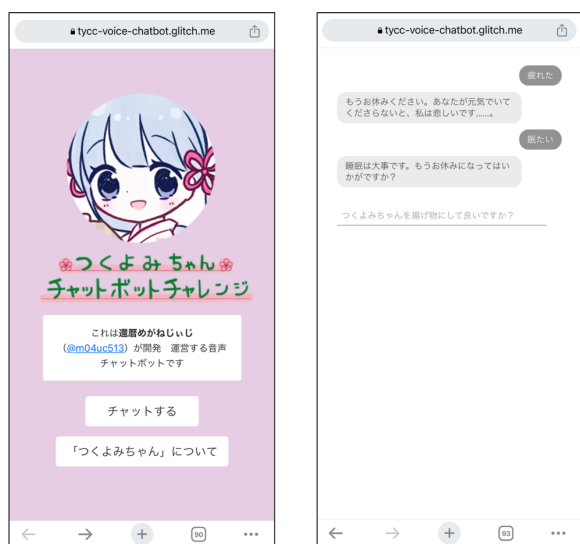 tycc-voice-chatbot.glitch.me
つくよみちゃん
チャットボットチャレンジ
これは還暦めがねじぃじ
（@m04uc513）が開発　運営する音声
チャットボットです
チャットする
「つくよみちゃん」について
90
tycc-voice-chatbot.glitch.me
疲れた
もうお休みください。あなたが元気でいて
くださらないと、私は悲しいです……。
眠たい
睡眠は大事です。もうお休みになってはい
かがですか？
つくよみちゃんを揚げ物にして良いですか？
93